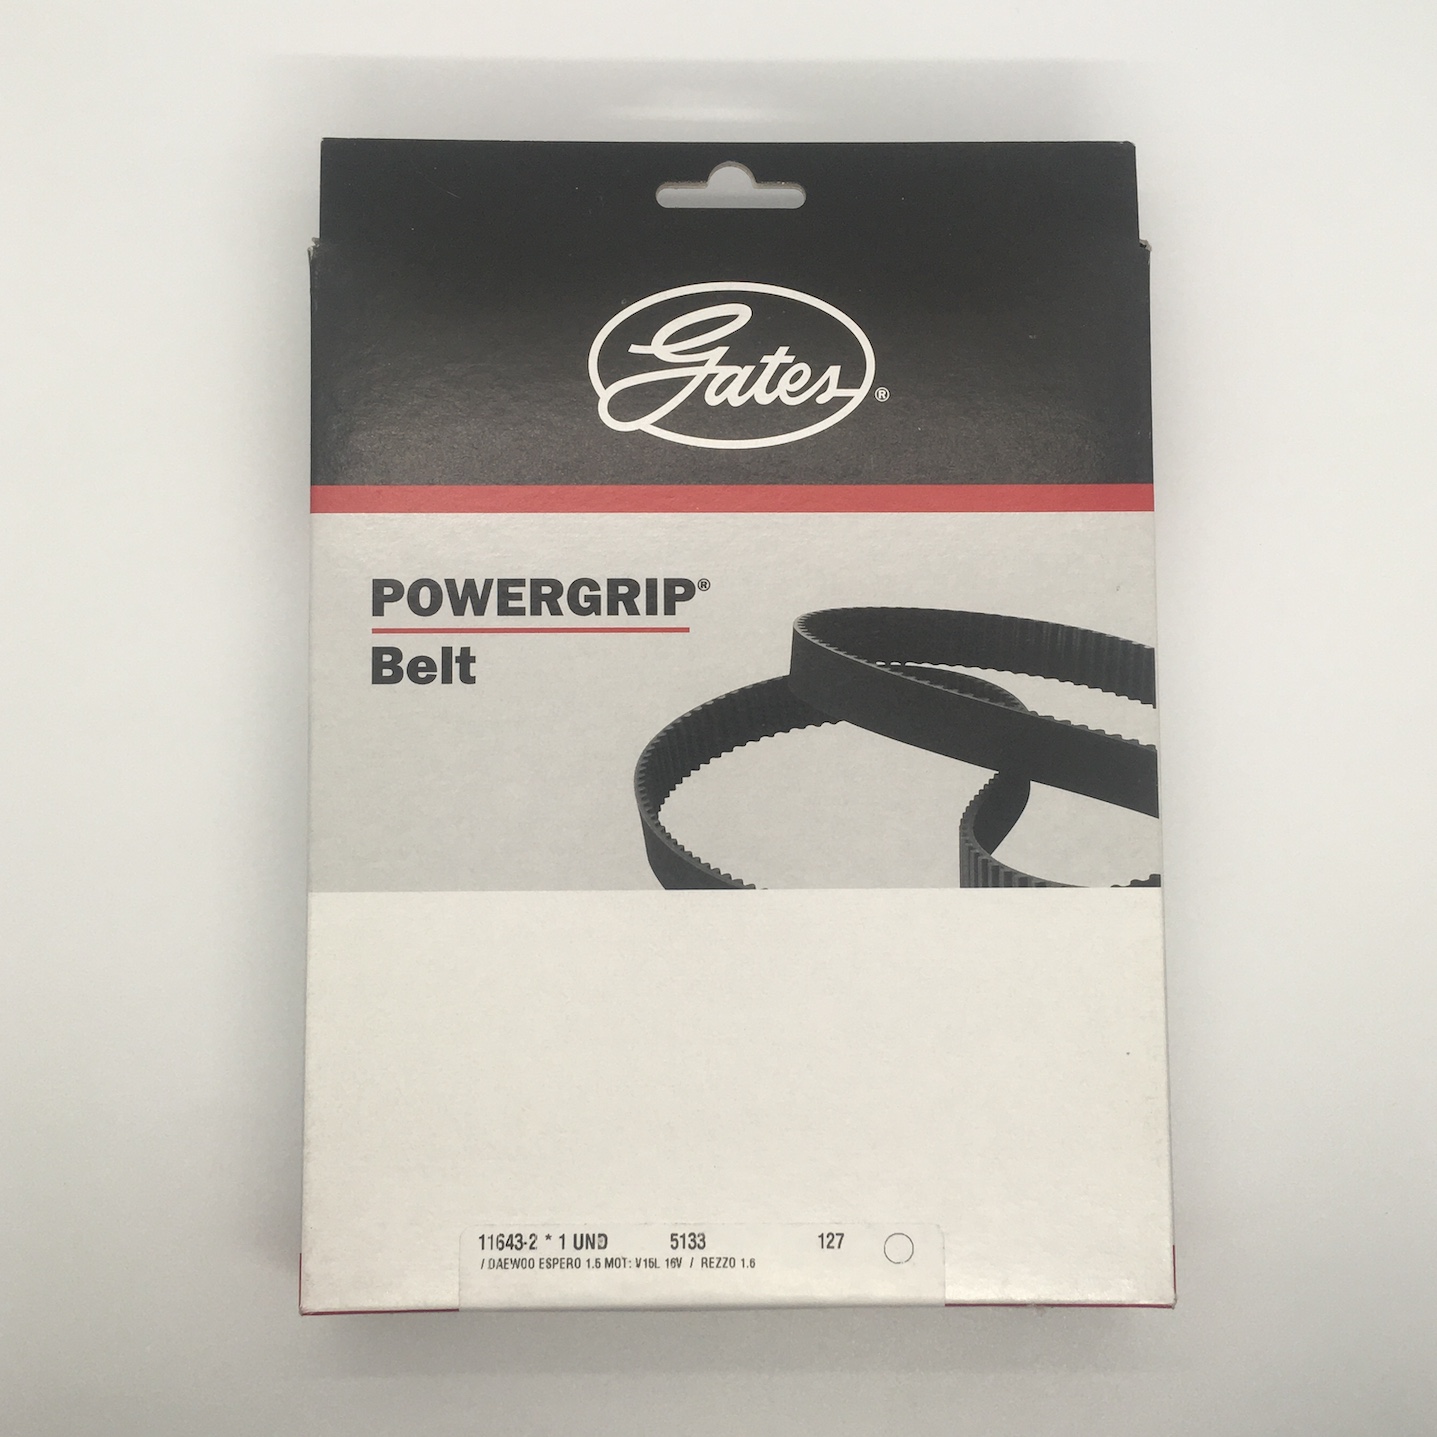 Gates®
POWERGRIP®
Belt
11643-2 * 1 UND 5133 127
/ DAEWOO ESPERO 1.5 MOT: V15L 16V / REZZO 1.6